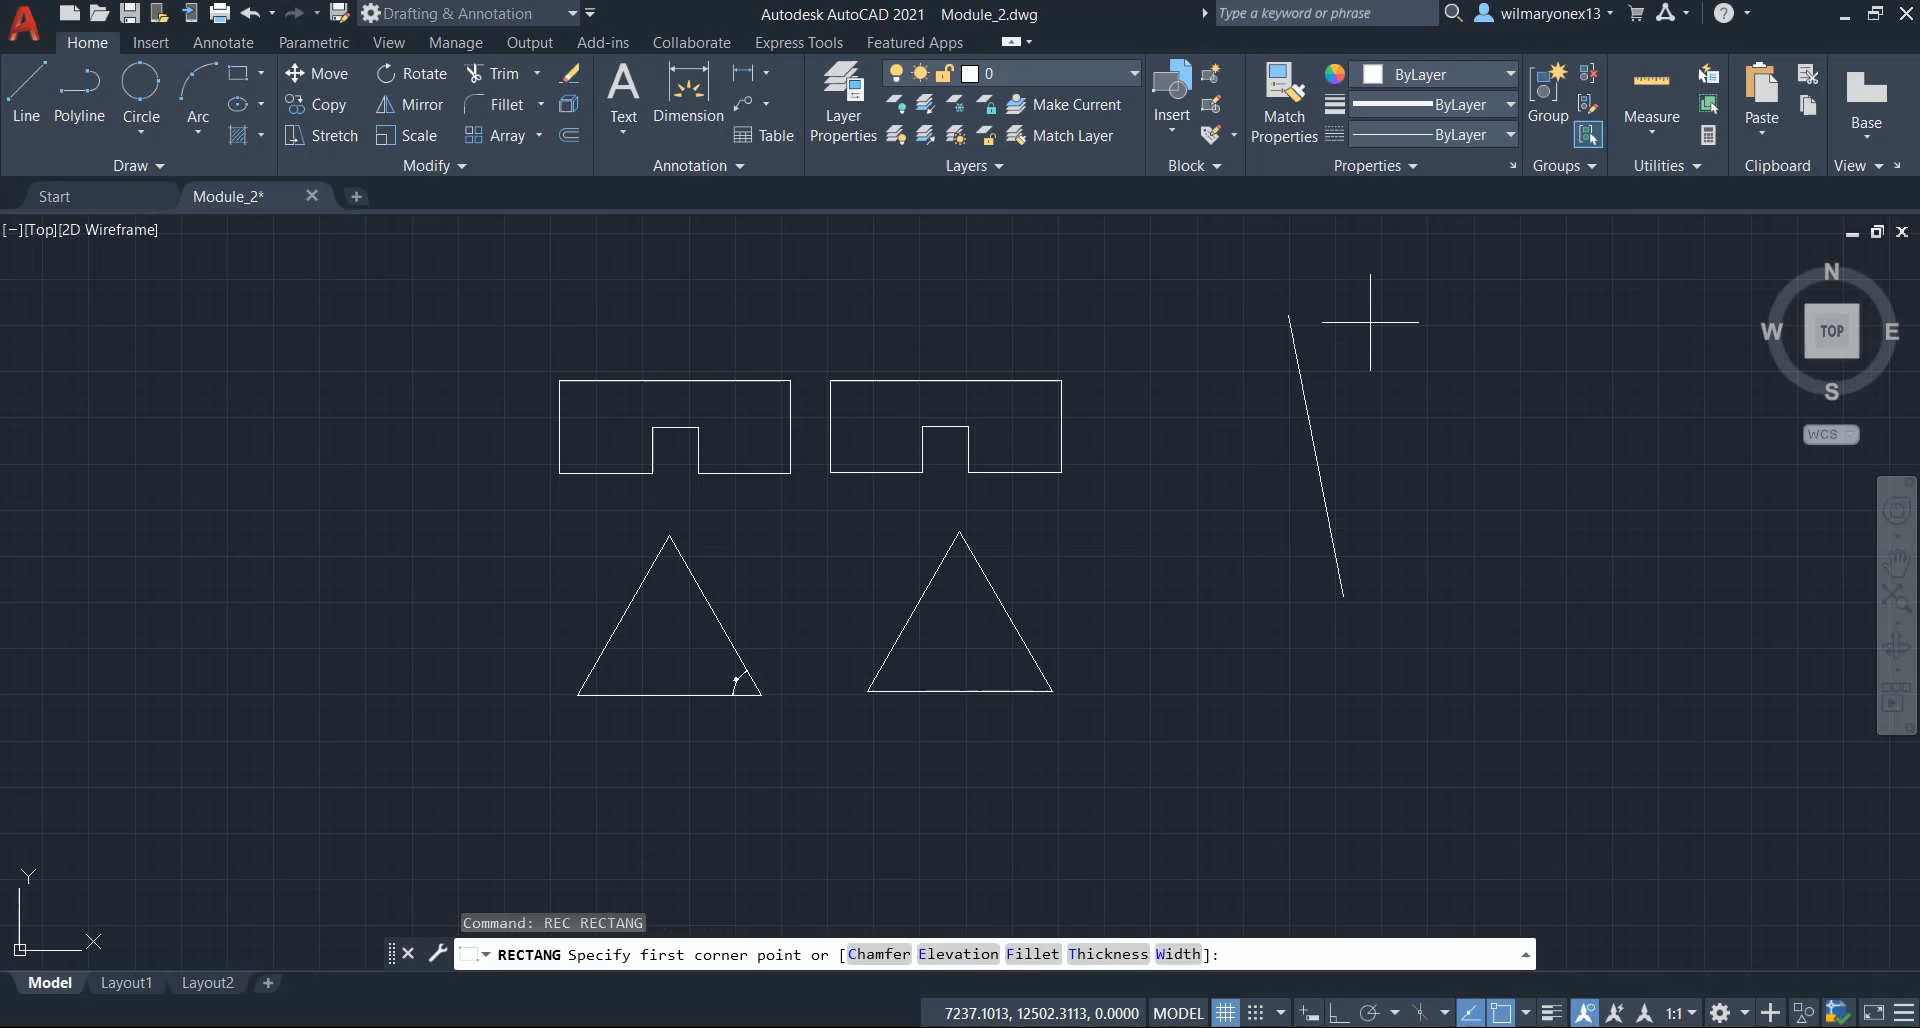 Drafting & Annotation
Autodesk AutoCAD 2021 Module_2.dwg
Type a keyword or phrase
wilmaryonex13
Home Insert Annotate Parametric View Manage Output Add-ins Collaborate Express Tools Featured Apps
Line Polyline Circle Arc
Draw
Move Rotate Trim
Copy Mirror Fillet
Stretch Scale Array
Modify
Text Dimension Table
Annotation
Layer Properties
0
Make Current
Match Layer
Layers
Insert
Block
Match Properties
ByLayer
ByLayer
ByLayer
Properties
Group
Groups
Measure
Utilities
Paste
Clipboard
Base
View
Start Module_2*
[−][Top][2D Wireframe]
N
W TOP E
S
WCS
Y
X
Command: REC RECTANG
RECTANG Specify first corner point or [Chamfer Elevation Fillet Thickness Width]:
Model Layout1 Layout2
7237.1013, 12502.3113, 0.0000 MODEL 1:1